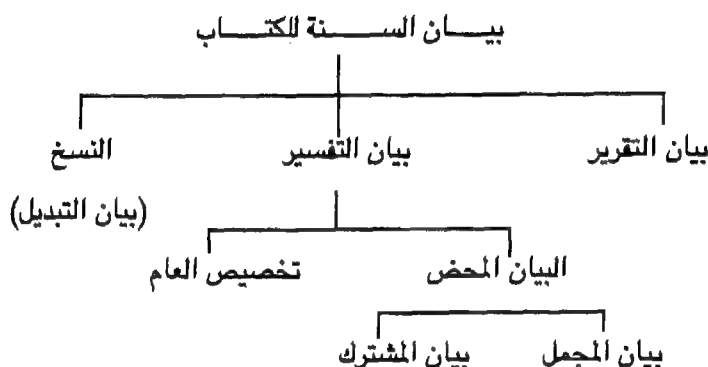 بيان السنة للكتاب
بيان التقرير بيان التفسير النسخ
(بيان التبديل)
البيان المحض تخصيص العام
بيان المجمل بيان المشترك